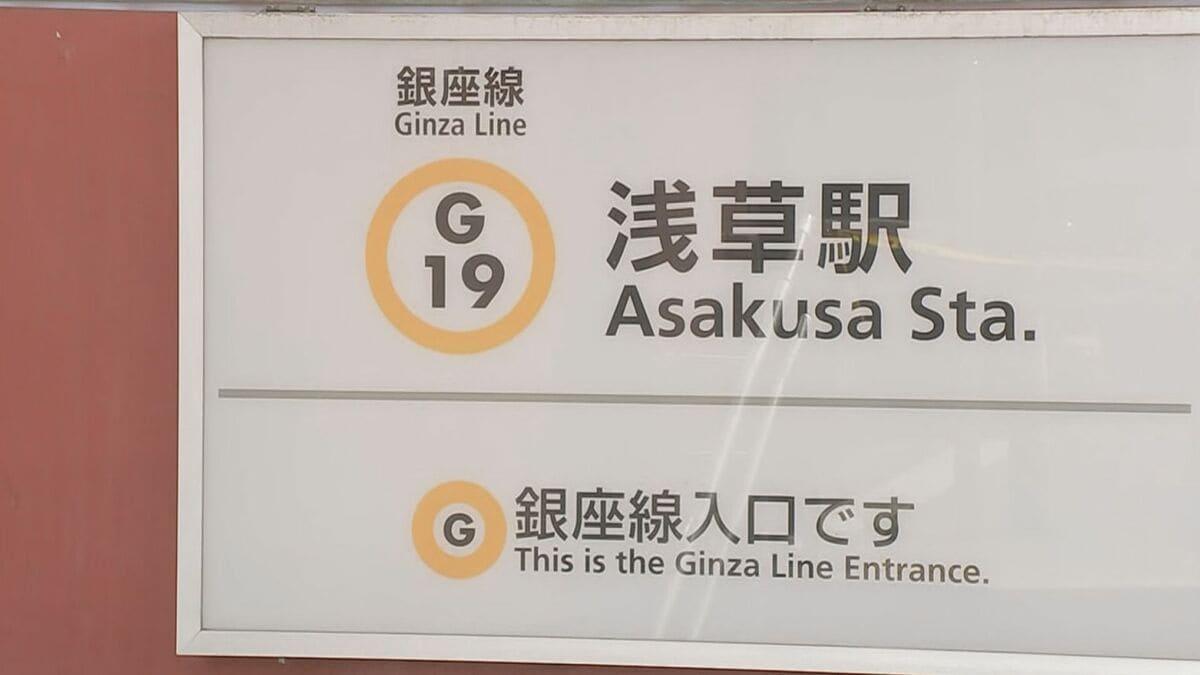 銀座線
Ginza Line
G
19
浅草駅
Asakusa Sta.
G
銀座線入口です
This is the Ginza Line Entrance.